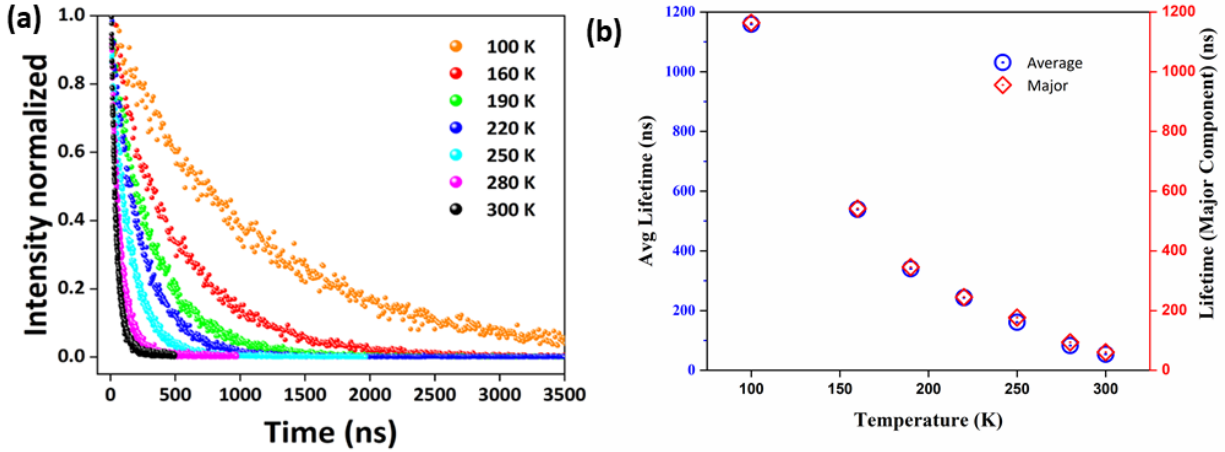 (a)
Intensity normalized
1.0
0.8
0.6
0.4
0.2
0.0
100 K
160 K
190 K
220 K
250 K
280 K
300 K
0 500 1000 1500 2000 2500 3000 3500
Time (ns)
(b)
Avg Lifetime (ns)
1200
1000
800
600
400
200
0
Average
Major
100 150 200 250 300
Temperature (K)
1200
1000
800
600
400
200
0
Lifetime (Major Component) (ns)